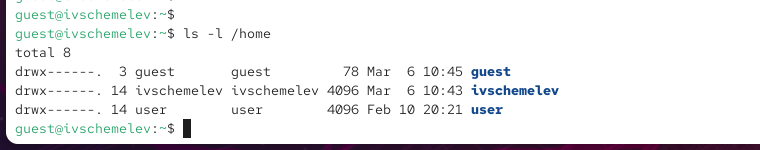 guest@ivschemelev:~$
guest@ivschemelev:~$ ls -l /home
total 8
drwx------.  3 guest       guest         78 Mar  6 10:45 guest
drwx------. 14 ivschemelev ivschemelev 4096 Mar  6 10:43 ivschemelev
drwx------. 14 user        user        4096 Feb 10 20:21 user
guest@ivschemelev:~$